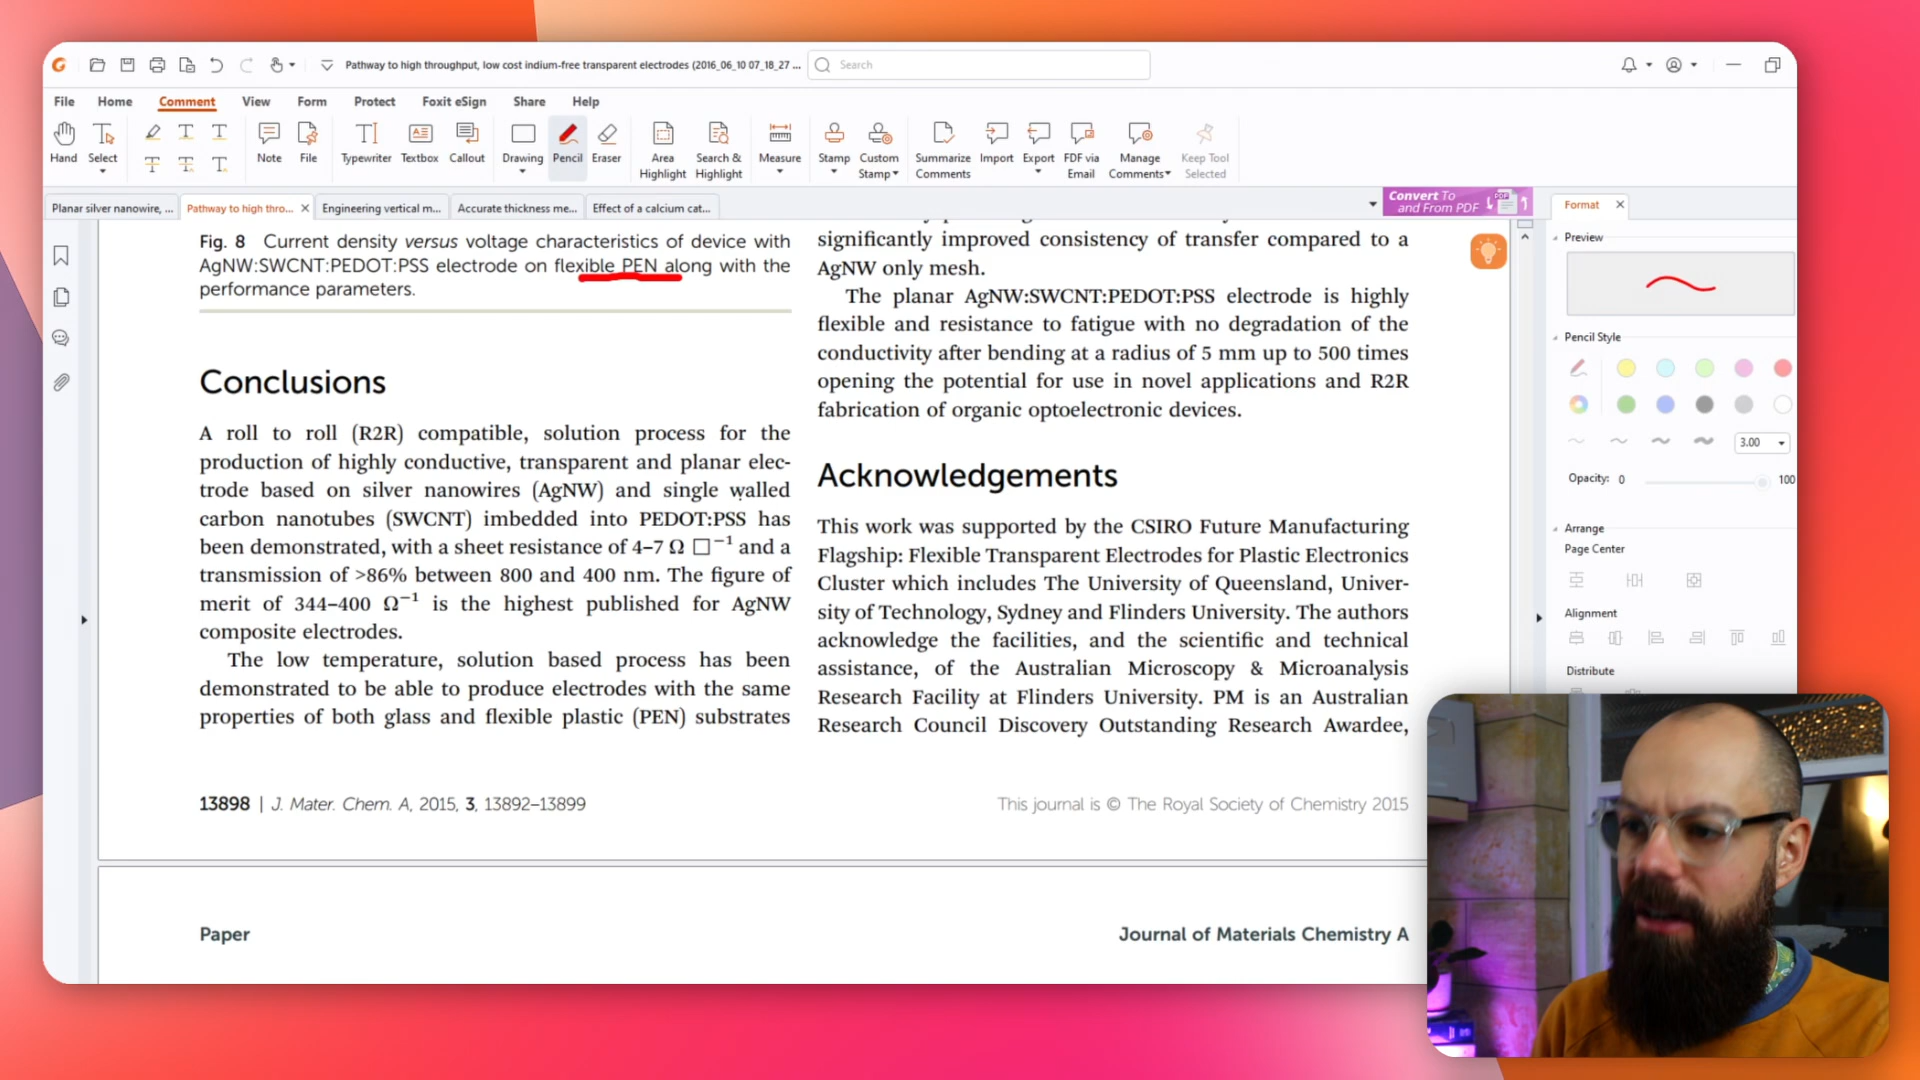 Pathway to high throughput, low cost indium-free transparent electrodes (2016_06_10 07_18_27 ...
Search
File Home Comment View Form Protect Foxit eSign Share Help
Hand Select Note File Typewriter Textbox Callout Drawing Pencil Eraser Area Highlight Search & Highlight Measure Stamp Custom Stamp Summarize Comments Import Export FDF via Email Manage Comments Keep Tool Selected
Planar silver nanowire, ... Pathway to high thro... Engineering vertical m... Accurate thickness me... Effect of a calcium cat...
Convert To
and From PDF
PDF
Fig. 8 Current density versus voltage characteristics of device with
AgNW:SWCNT:PEDOT:PSS electrode on flexible PEN along with the
performance parameters.
Conclusions
A roll to roll (R2R) compatible, solution process for the
production of highly conductive, transparent and planar elec-
trode based on silver nanowires (AgNW) and single walled
carbon nanotubes (SWCNT) imbedded into PEDOT:PSS has
been demonstrated, with a sheet resistance of 4–7 Ω □⁻¹ and a
transmission of >86% between 800 and 400 nm. The figure of
merit of 344–400 Ω⁻¹ is the highest published for AgNW
composite electrodes.
The low temperature, solution based process has been
demonstrated to be able to produce electrodes with the same
properties of both glass and flexible plastic (PEN) substrates
significantly improved consistency of transfer compared to a
AgNW only mesh.
The planar AgNW:SWCNT:PEDOT:PSS electrode is highly
flexible and resistance to fatigue with no degradation of the
conductivity after bending at a radius of 5 mm up to 500 times
opening the potential for use in novel applications and R2R
fabrication of organic optoelectronic devices.
Acknowledgements
This work was supported by the CSIRO Future Manufacturing
Flagship: Flexible Transparent Electrodes for Plastic Electronics
Cluster which includes The University of Queensland, Univer-
sity of Technology, Sydney and Flinders University. The authors
acknowledge the facilities, and the scientific and technical
assistance, of the Australian Microscopy & Microanalysis
Research Facility at Flinders University. PM is an Australian
Research Council Discovery Outstanding Research Awardee,
13898 | J. Mater. Chem. A, 2015, 3, 13892–13899
This journal is © The Royal Society of Chemistry 2015
Paper
Journal of Materials Chemistry A
Format
Preview
Pencil Style
3.00
Opacity: 0 100
Arrange
Page Center
Alignment
Distribute